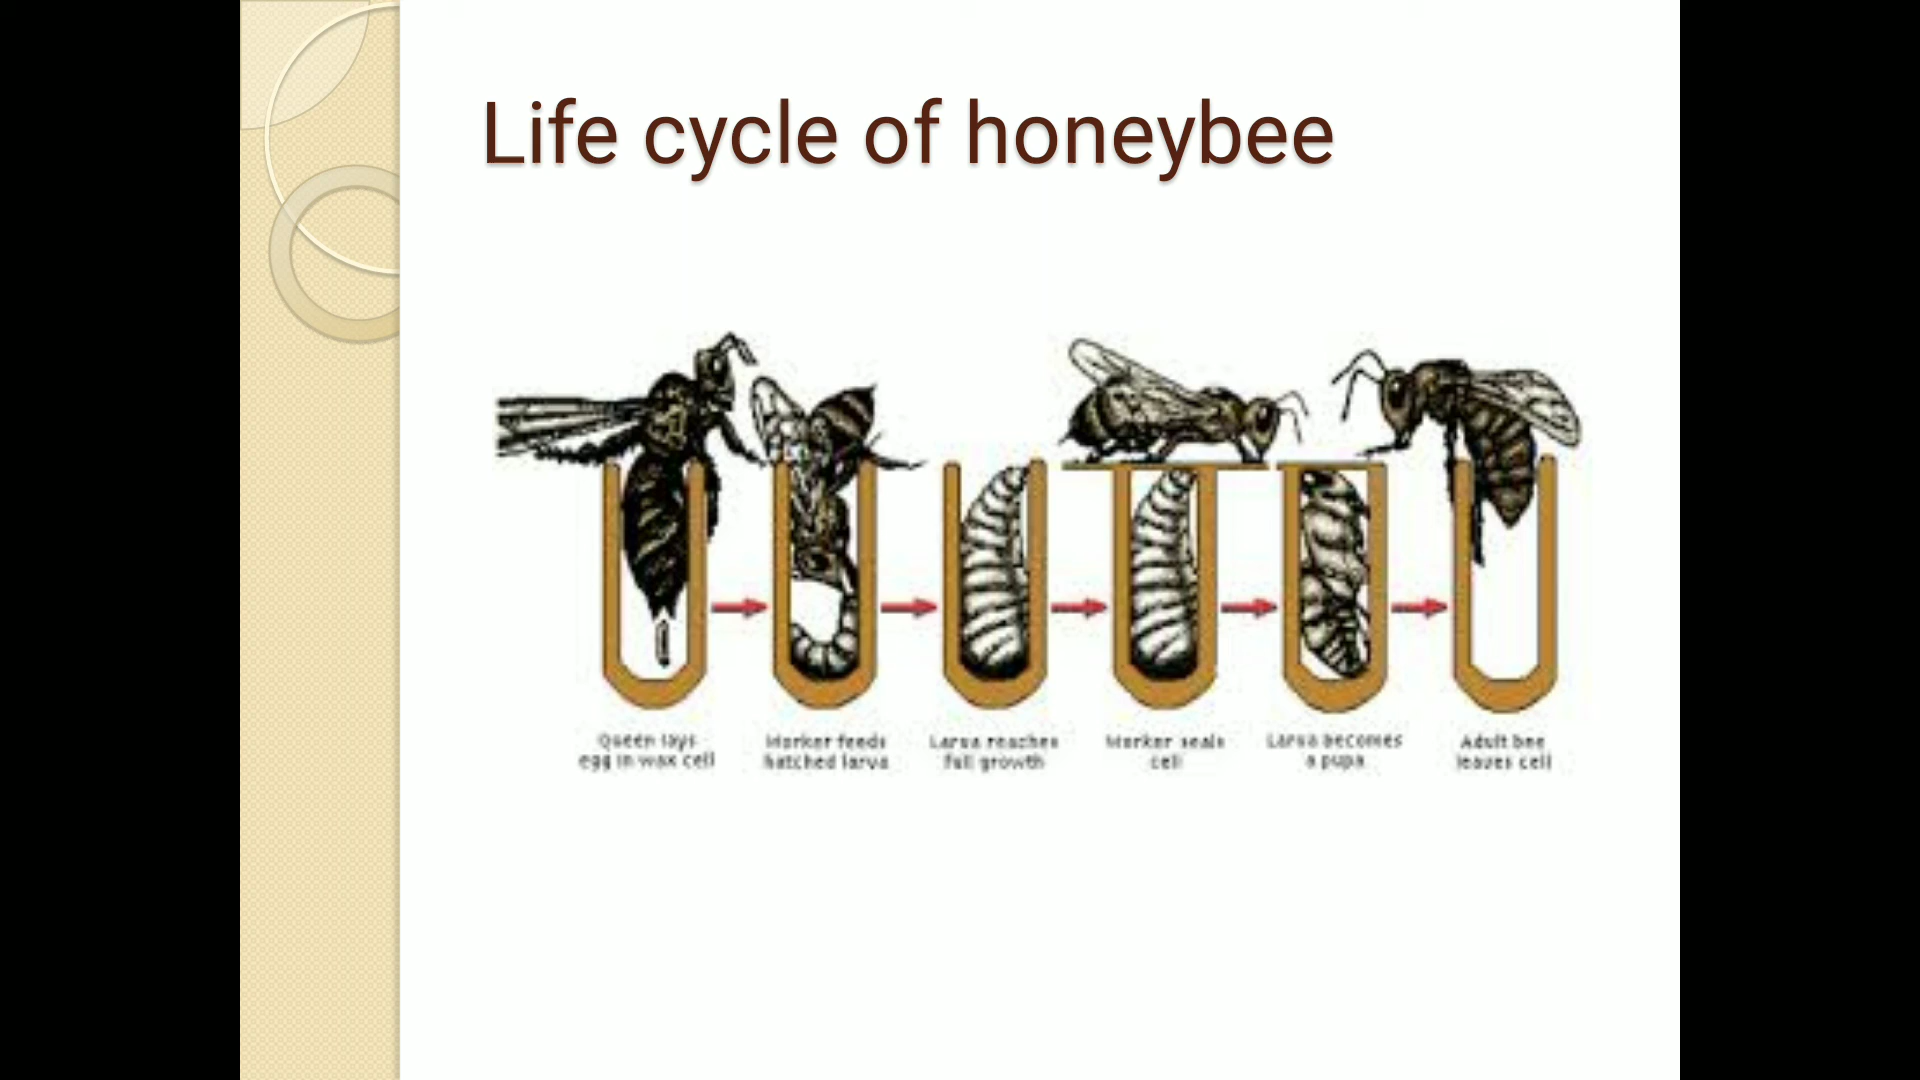 Life cycle of honeybee
Queen lays
egg in wax cell
Worker feeds
hatched larva
Larva reaches
full growth
Worker seals
cell
Larva becomes
a pupa
Adult bee
leaves cell